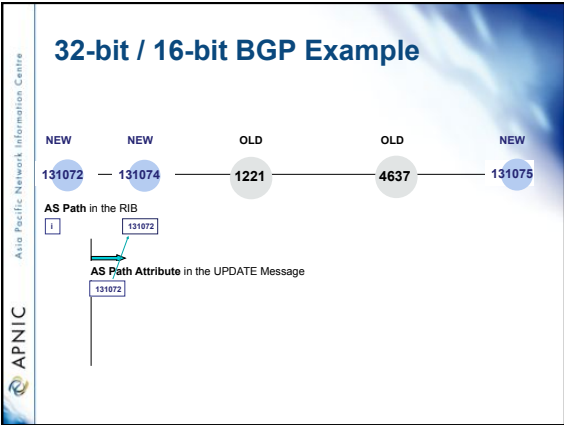 32-bit / 16-bit BGP Example
NEW NEW OLD OLD NEW
131072 131074 1221 4637 131075
AS Path in the RIB
i 131072
AS Path Attribute in the UPDATE Message
131072
Asia Pacific Network Information Centre
APNIC